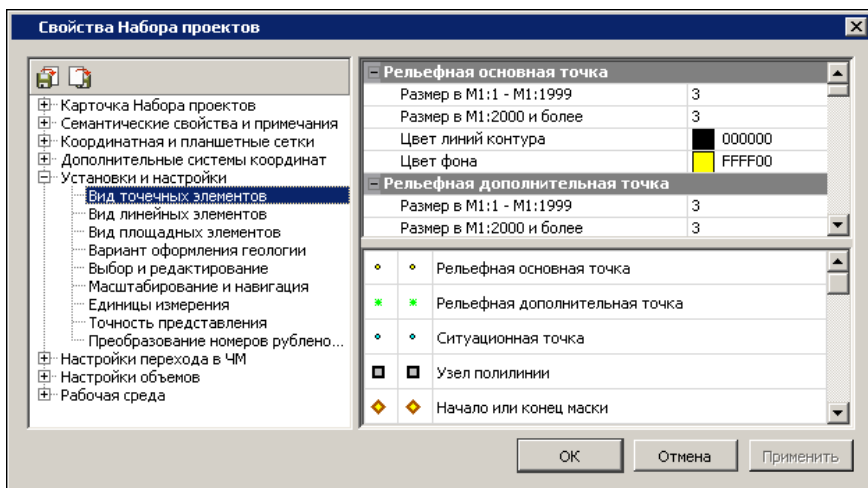 Свойства Набора проектов
Карточка Набора проектов
Семантические свойства и примечания
Координатная и планшетные сетки
Дополнительные системы координат
Установки и настройки
Вид точечных элементов
Вид линейных элементов
Вид площадных элементов
Вариант оформления геологии
Выбор и редактирование
Масштабирование и навигация
Единицы измерения
Точность представления
Преобразование номеров рублено...
Настройки перехода в ЧМ
Настройки объемов
Рабочая среда
Рельефная основная точка
Размер в М1:1 - М1:1999 3
Размер в М1:2000 и более 3
Цвет линий контура 000000
Цвет фона FFFF00
Рельефная дополнительная точка
Размер в М1:1 - М1:1999 3
Размер в М1:2000 и более 3
Рельефная основная точка
Рельефная дополнительная точка
Ситуационная точка
Узел полилинии
Начало или конец маски
ОК
Отмена
Применить